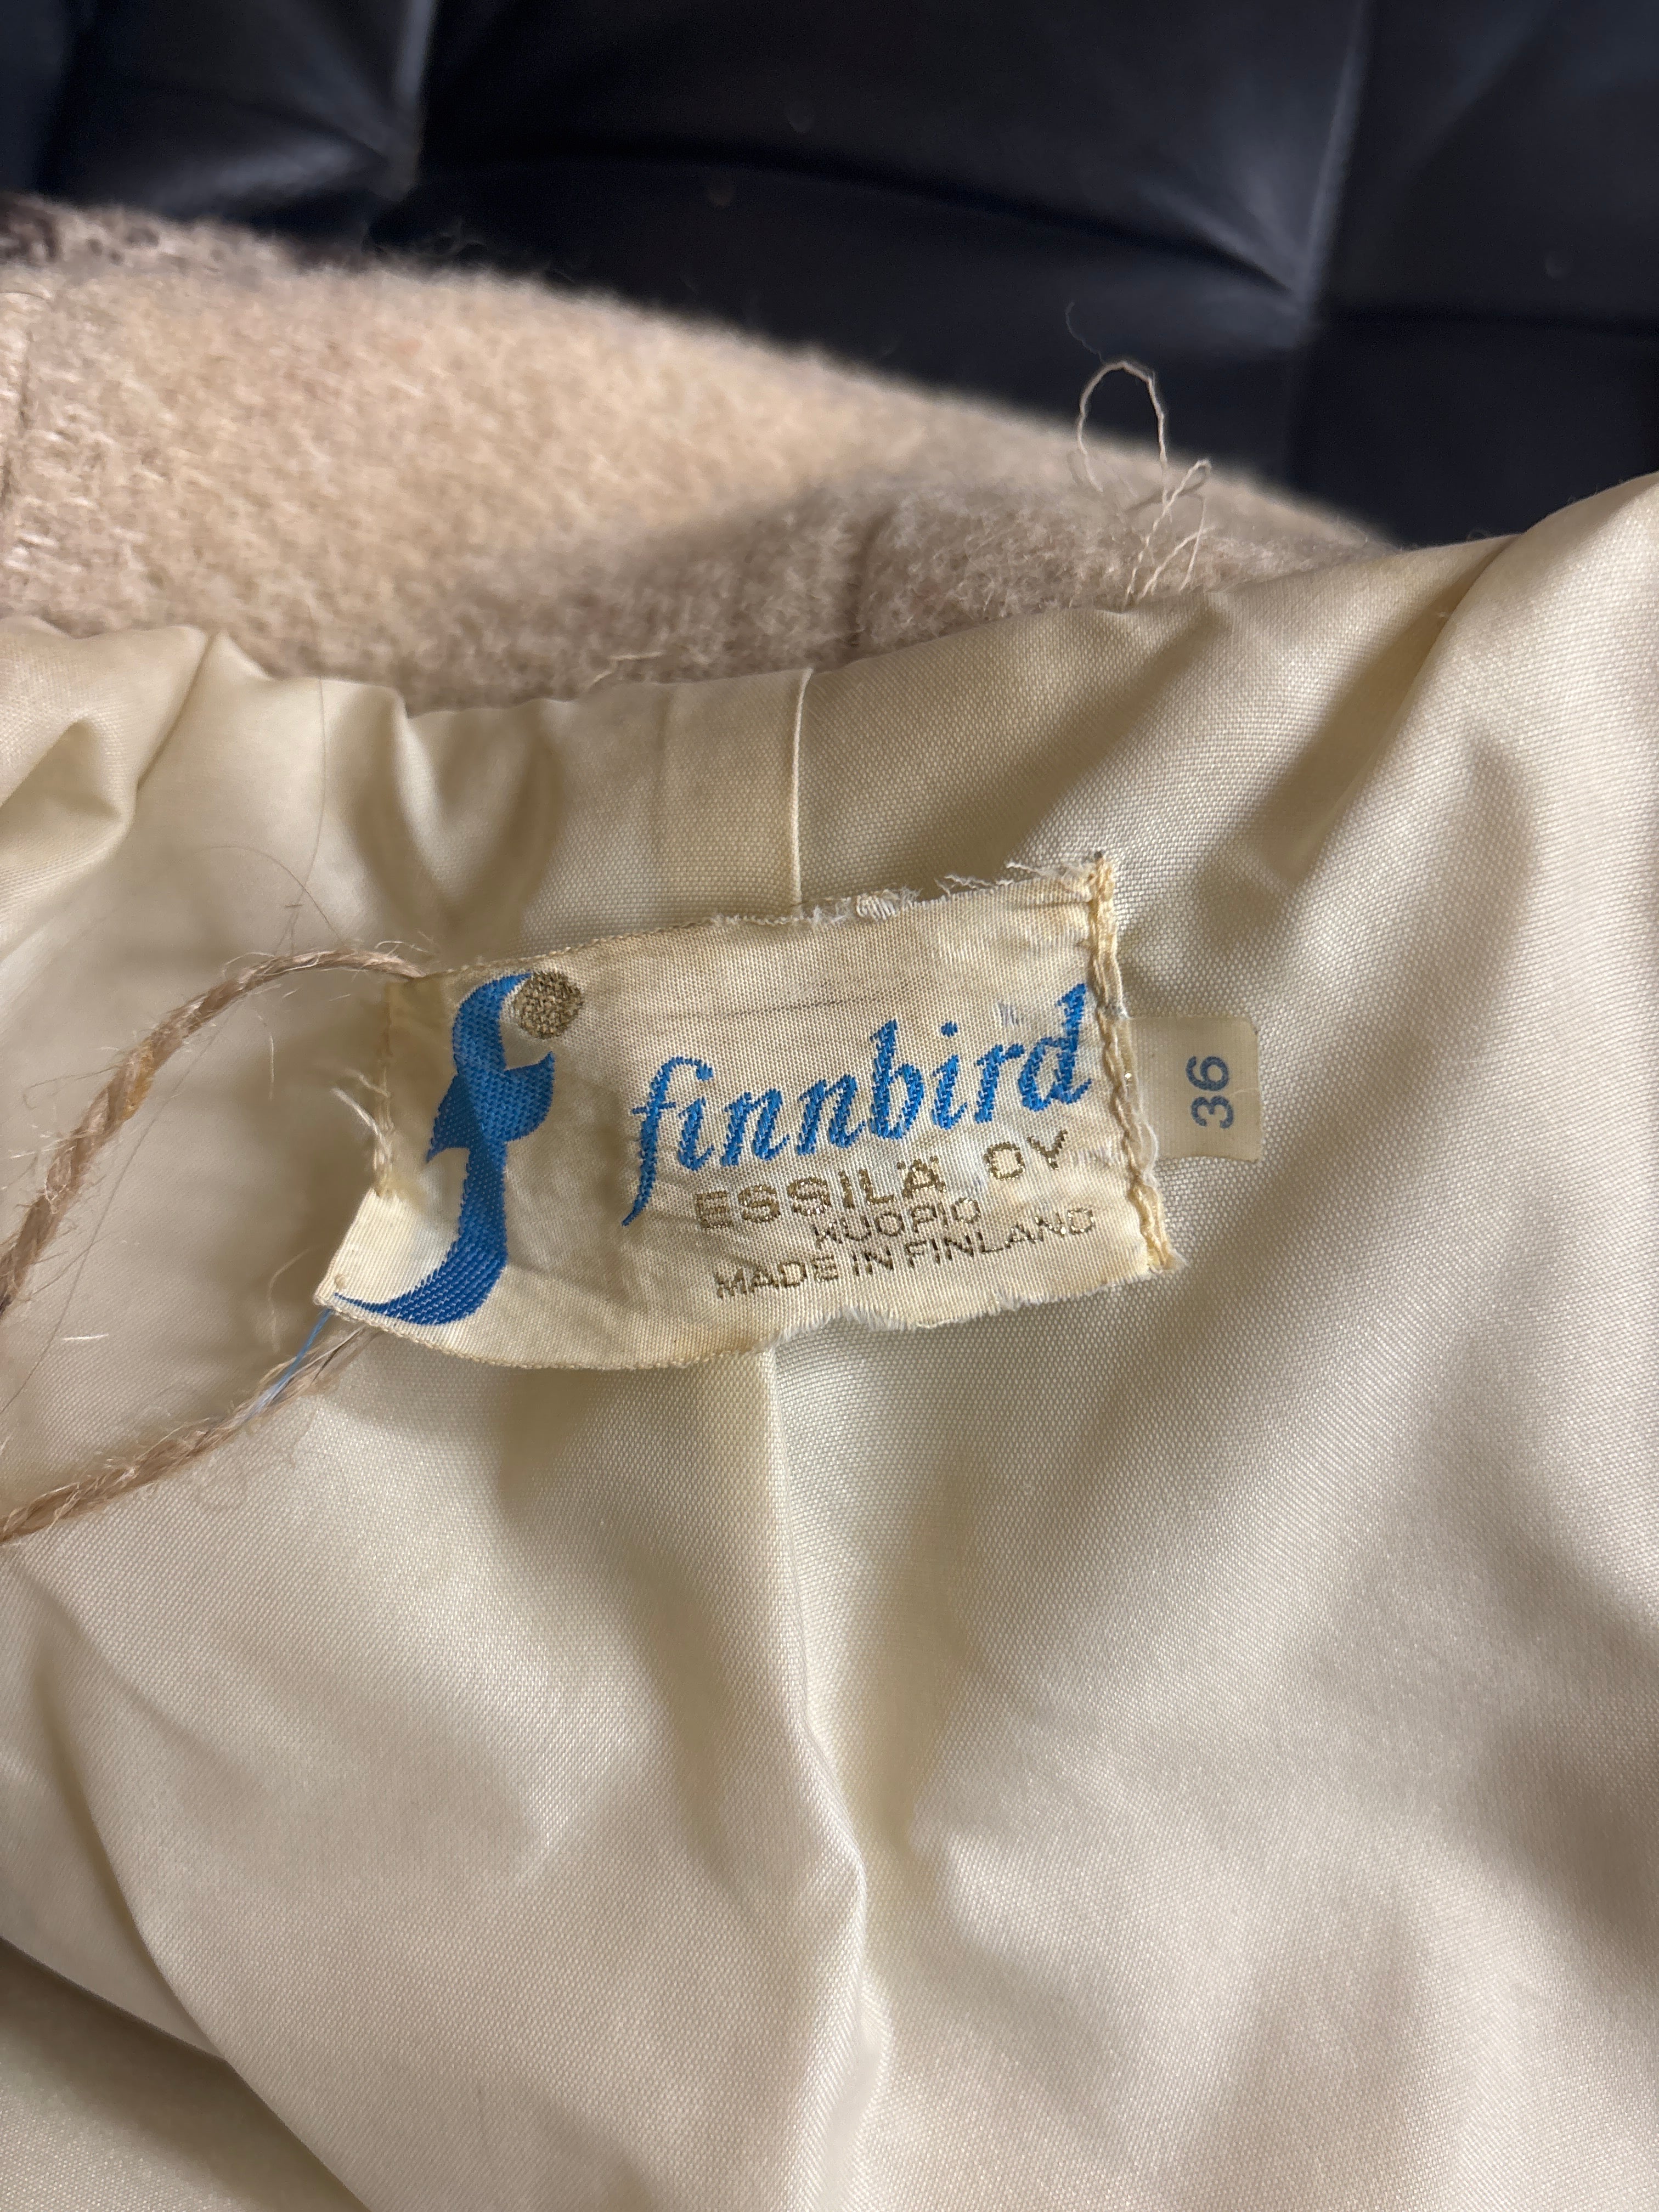 finnbird
ESSILÄ OY
KUOPIO
MADE IN FINLAND
36